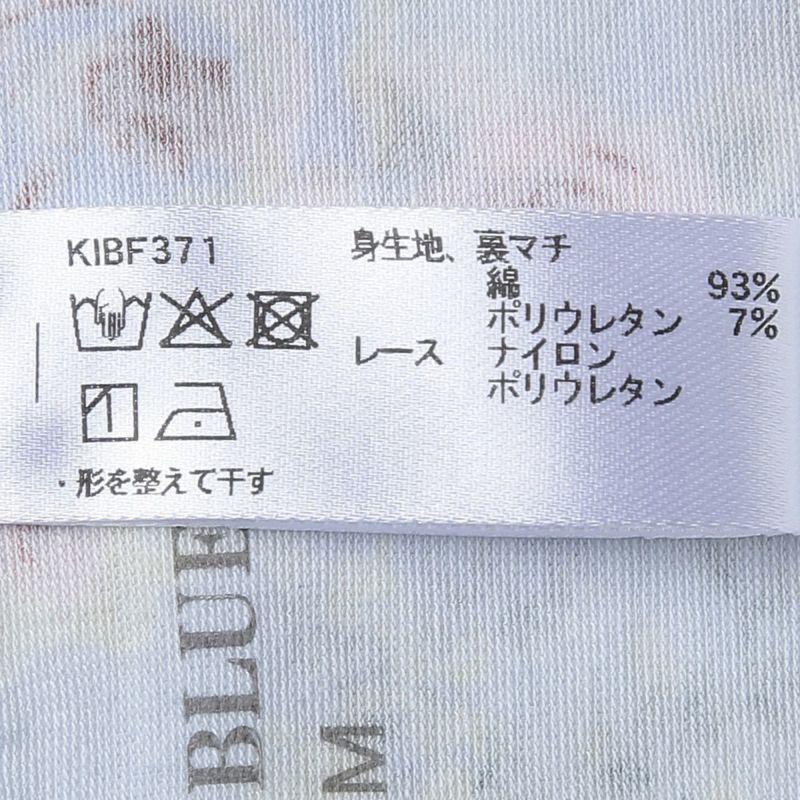 KIBF371
身生地、裏マチ
綿 93%
ポリウレタン 7%
レース ナイロン
ポリウレタン
・形を整えて干す
BLUE
M